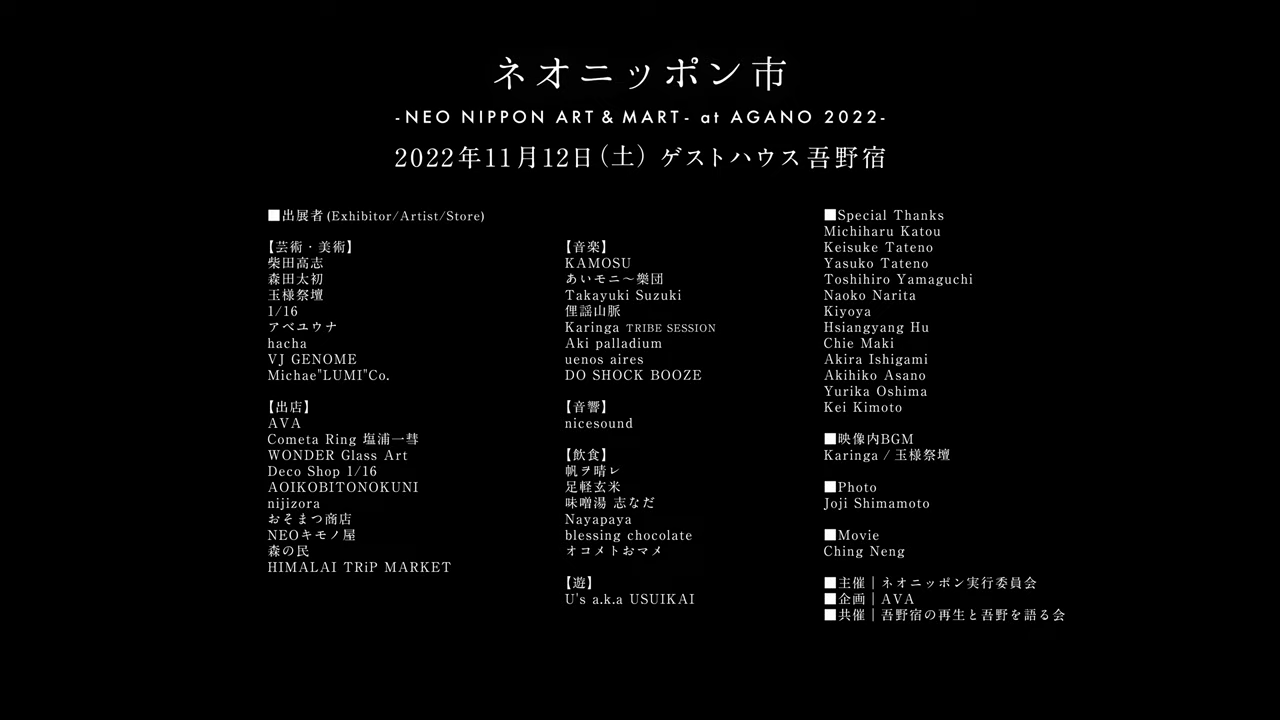 ネオニッポン市
-NEO NIPPON ART & MART- at AGANO 2022-
2022年11月12日(土) ゲストハウス吾野宿
■出展者(Exhibitor/Artist/Store)
【芸術・美術】
柴田高志
森田太初
玉様祭壇
1/16
アベユウナ
hacha
VJ GENOME
Michae"LUMI"Co.
【出店】
AVA
Cometa Ring 塩浦一彗
WONDER Glass Art
Deco Shop 1/16
AOIKOBITONOKUNI
nijizora
おそまつ商店
NEOキモノ屋
森の民
HIMALAI TRiP MARKET
【音楽】
KAMOSU
あいモニ〜樂団
Takayuki Suzuki
俚謡山脈
Karinga TRIBE SESSION
Aki palladium
uenos aires
DO SHOCK BOOZE
【音響】
nicesound
【飲食】
帆ヲ晴レ
足軽玄米
味噌湯 志なだ
Nayapaya
blessing chocolate
オコメトおマメ
【遊】
U's a.k.a USUIKAI
■Special Thanks
Michiharu Katou
Keisuke Tateno
Yasuko Tateno
Toshihiro Yamaguchi
Naoko Narita
Kiyoya
Hsiangyang Hu
Chie Maki
Akira Ishigami
Akihiko Asano
Yurika Oshima
Kei Kimoto
■映像内BGM
Karinga / 玉様祭壇
■Photo
Joji Shimamoto
■Movie
Ching Neng
■主催｜ネオニッポン実行委員会
■企画｜AVA
■共催｜吾野宿の再生と吾野を語る会